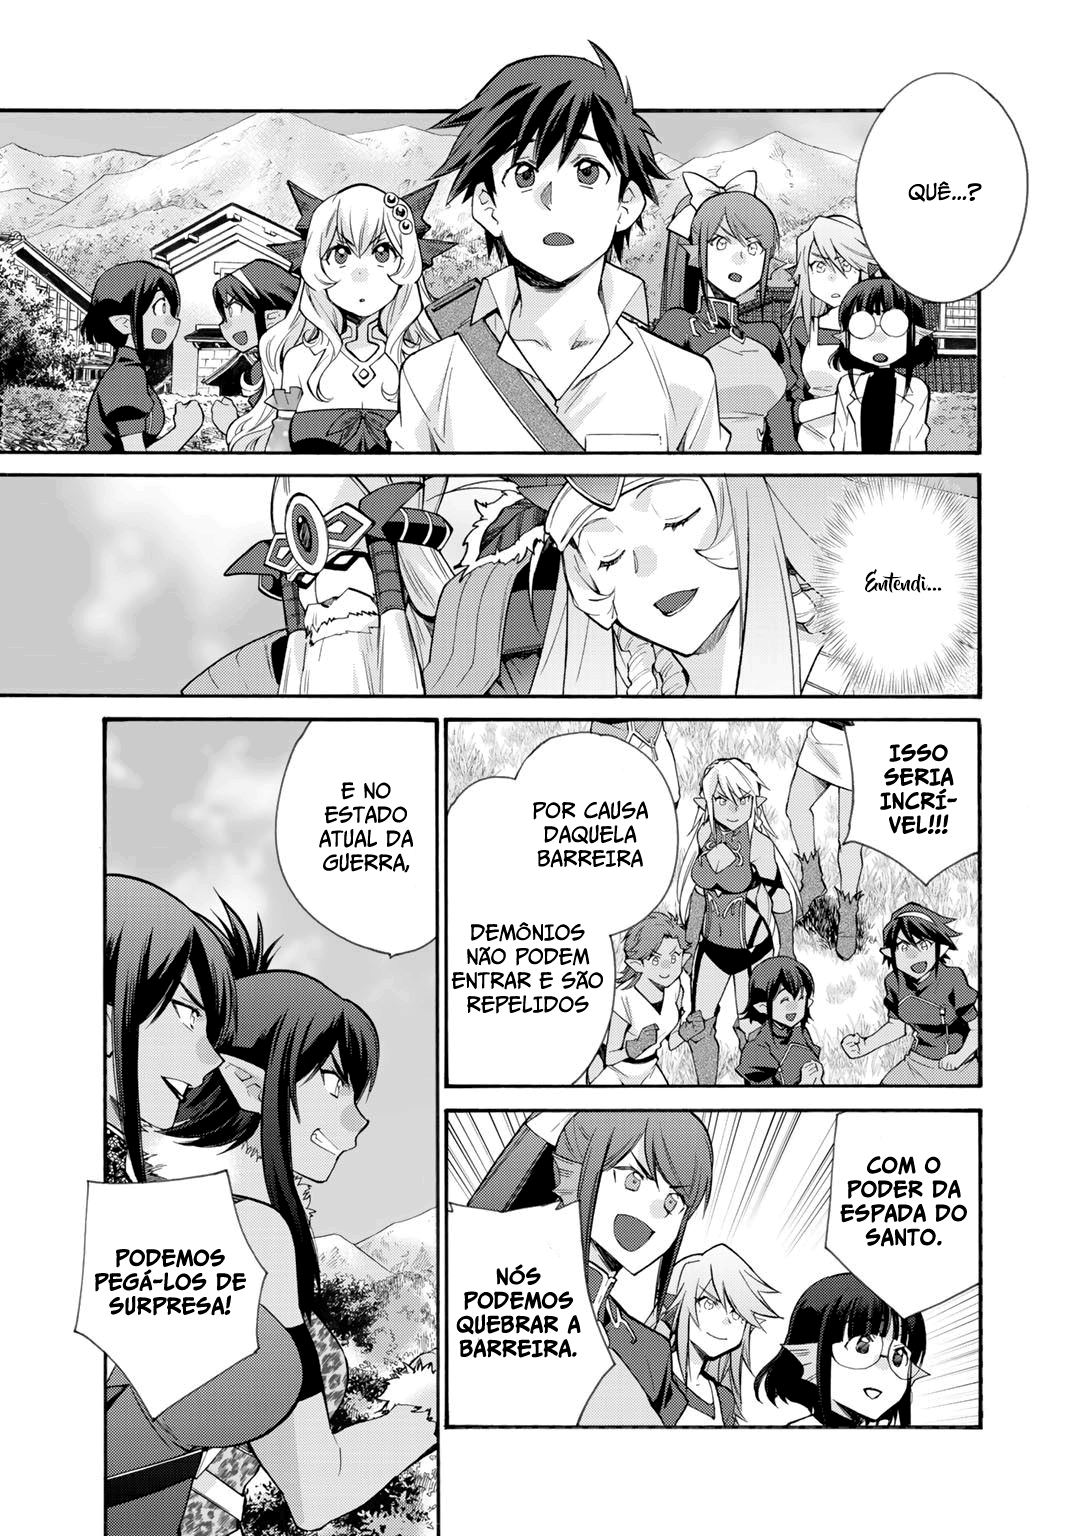 QUÊ...?
Entendi...
ISSO
SERIA
INCRÍ-
VEL!!!
POR CAUSA
DAQUELA
BARREIRA
DEMÔNIOS
NÃO PODEM
ENTRAR E SÃO
REPELIDOS
COM O
PODER DA
ESPADA DO
SANTO.
NÓS
PODEMOS
QUEBRAR A
BARREIRA.
E NO
ESTADO
ATUAL DA
GUERRA,
PODEMOS
PEGÁ-LOS DE
SURPRESA!